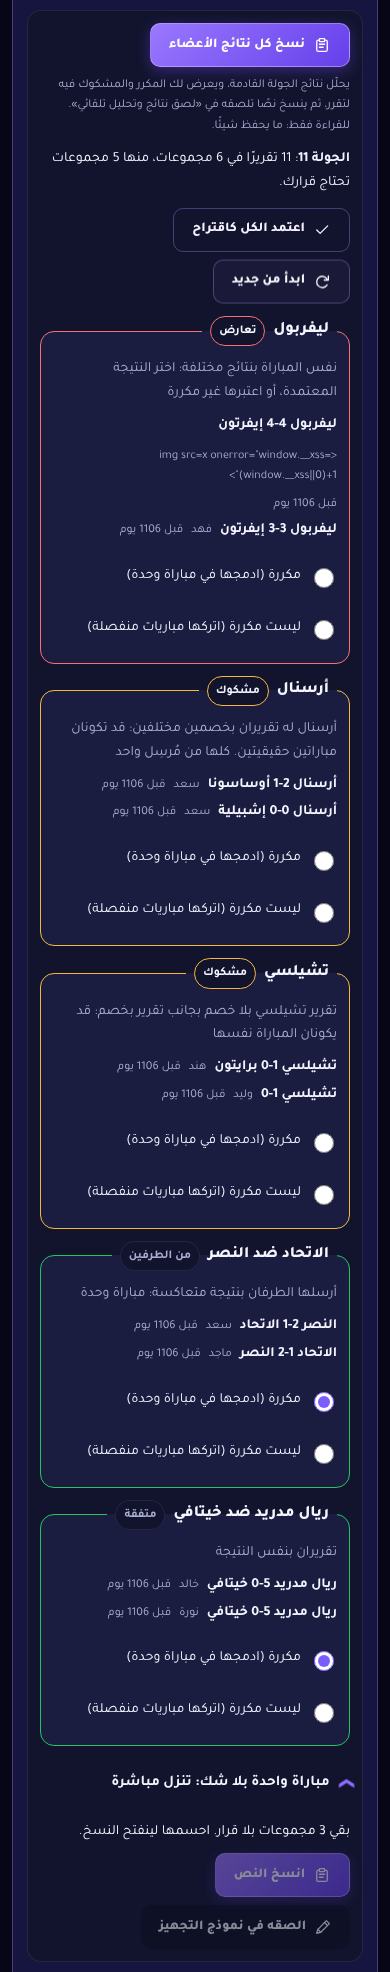 نسخ كل نتائج الأعضاء
يحلّل نتائج الجولة القادمة، ويعرض لك المكرر والمشكوك فيه
لتقرر، ثم ينسخ نصًا تلصقه في «لصق نتائج وتحليل تلقائي».
للقراءة فقط: ما يحفظ شيئًا.
الجولة 11: 11 تقريرًا في 6 مجموعات، منها 5 مجموعات
تحتاج قرارك.
اعتمد الكل كاقتراح
ابدأ من جديد
ليفربول تعارض
نفس المباراة بنتائج مختلفة: اختر النتيجة
المعتمدة، أو اعتبرها غير مكررة
ليفربول 4-4 إيفرتون
img src=x onerror="window.__xss=>
<"(window.__xss||0)+1
قبل 1106 يوم
ليفربول 3-3 إيفرتون فهد قبل 1106 يوم
مكررة (ادمجها في مباراة وحدة)
ليست مكررة (اتركها مباريات منفصلة)
أرسنال مشكوك
أرسنال له تقريران بخصمين مختلفين: قد تكونان
مباراتين حقيقيتين. كلها من مُرسِل واحد
أرسنال 2-1 أوساسونا سعد قبل 1106 يوم
أرسنال 0-0 إشبيلية سعد قبل 1106 يوم
مكررة (ادمجها في مباراة وحدة)
ليست مكررة (اتركها مباريات منفصلة)
تشيلسي مشكوك
تقرير تشيلسي بلا خصم بجانب تقرير بخصم: قد
يكونان المباراة نفسها
تشيلسي 1-0 برايتون هند قبل 1106 يوم
تشيلسي 1-0 وليد قبل 1106 يوم
مكررة (ادمجها في مباراة وحدة)
ليست مكررة (اتركها مباريات منفصلة)
الاتحاد ضد النصر من الطرفين
أرسلها الطرفان بنتيجة متعاكسة: مباراة وحدة
النصر 2-1 الاتحاد سعد قبل 1106 يوم
الاتحاد 1-2 النصر ماجد قبل 1106 يوم
مكررة (ادمجها في مباراة وحدة)
ليست مكررة (اتركها مباريات منفصلة)
ريال مدريد ضد خيتافي متفقة
تقريران بنفس النتيجة
ريال مدريد 5-0 خيتافي خالد قبل 1106 يوم
ريال مدريد 5-0 خيتافي نورة قبل 1106 يوم
مكررة (ادمجها في مباراة وحدة)
ليست مكررة (اتركها مباريات منفصلة)
مباراة واحدة بلا شك: تنزل مباشرة
بقي 3 مجموعات بلا قرار. احسمها لينفتح النسخ.
انسخ النص
الصقه في نموذج التجهيز